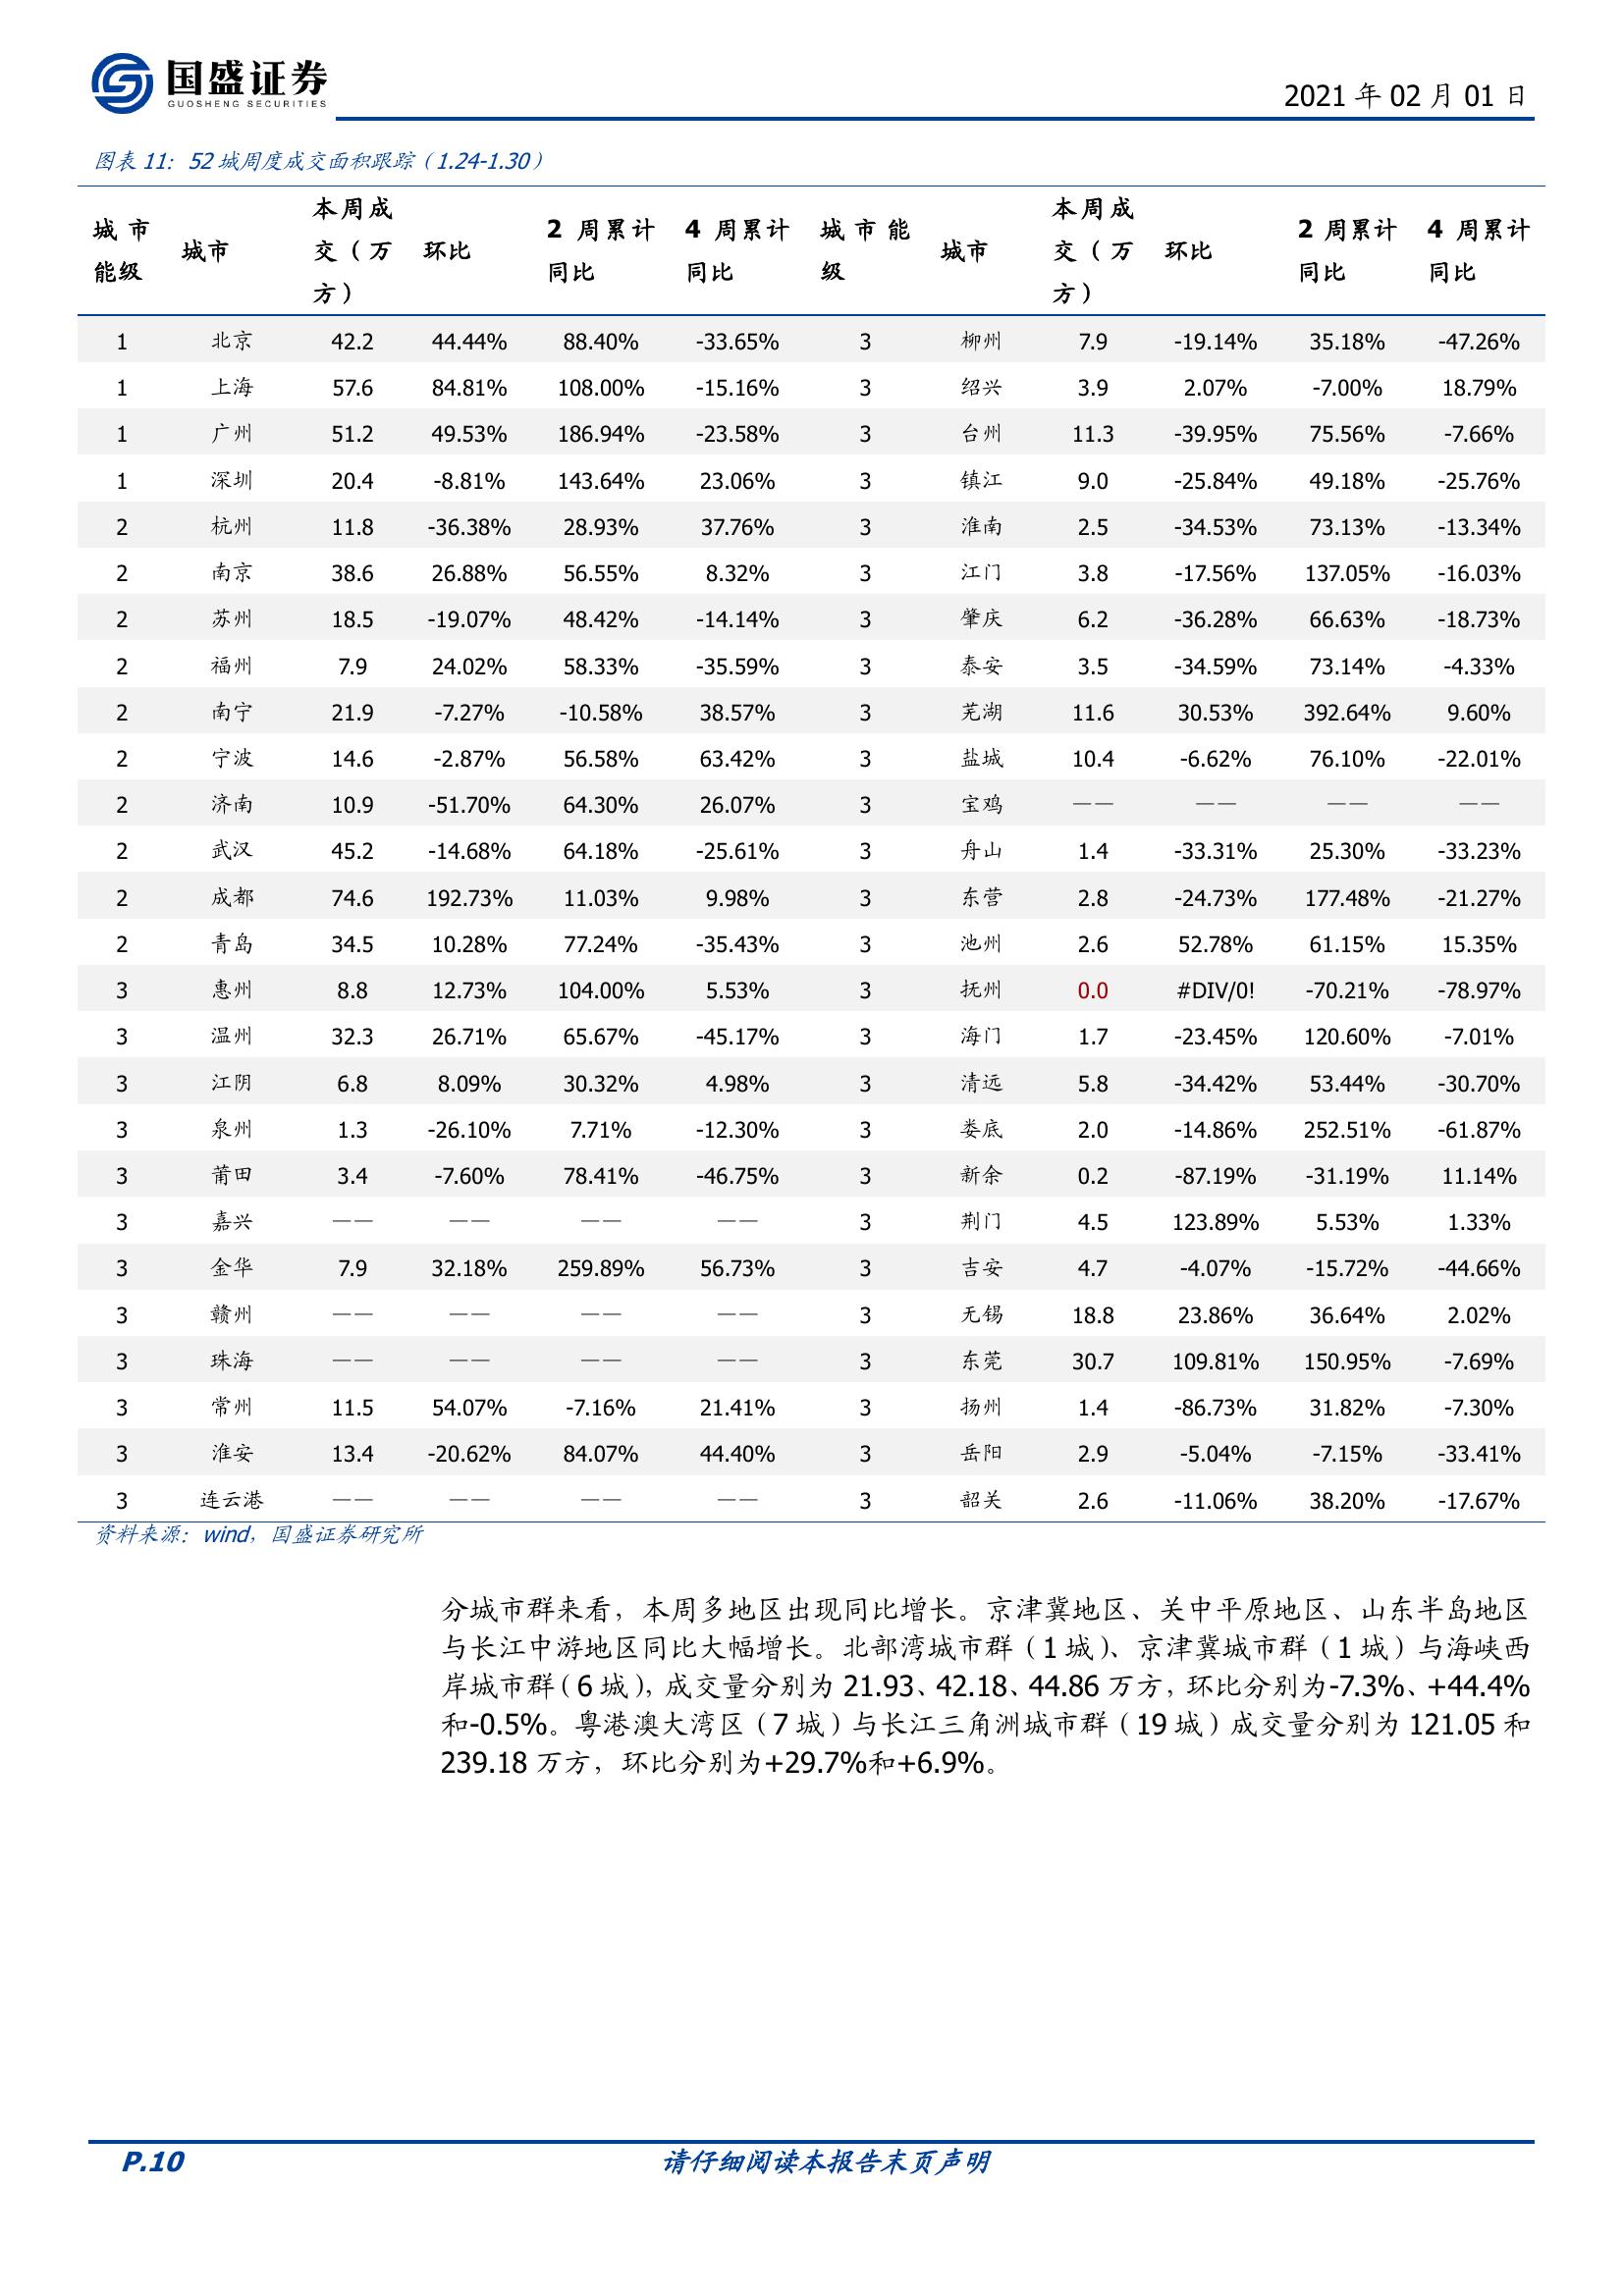 国盛证券
GUOSHENG SECURITIES
2021 年 02 月 01 日
图表 11：52 城周度成交面积跟踪（1.24-1.30）
城市能级 城市 本周成交（万方） 环比 2 周累计同比 4 周累计同比 城市能级 城市 本周成交（万方） 环比 2 周累计同比 4 周累计同比
1 北京 42.2 44.44% 88.40% -33.65% 3 柳州 7.9 -19.14% 35.18% -47.26%
1 上海 57.6 84.81% 108.00% -15.16% 3 绍兴 3.9 2.07% -7.00% 18.79%
1 广州 51.2 49.53% 186.94% -23.58% 3 台州 11.3 -39.95% 75.56% -7.66%
1 深圳 20.4 -8.81% 143.64% 23.06% 3 镇江 9.0 -25.84% 49.18% -25.76%
2 杭州 11.8 -36.38% 28.93% 37.76% 3 淮南 2.5 -34.53% 73.13% -13.34%
2 南京 38.6 26.88% 56.55% 8.32% 3 江门 3.8 -17.56% 137.05% -16.03%
2 苏州 18.5 -19.07% 48.42% -14.14% 3 肇庆 6.2 -36.28% 66.63% -18.73%
2 福州 7.9 24.02% 58.33% -35.59% 3 泰安 3.5 -34.59% 73.14% -4.33%
2 南宁 21.9 -7.27% -10.58% 38.57% 3 芜湖 11.6 30.53% 392.64% 9.60%
2 宁波 14.6 -2.87% 56.58% 63.42% 3 盐城 10.4 -6.62% 76.10% -22.01%
2 济南 10.9 -51.70% 64.30% 26.07% 3 宝鸡 —— —— —— ——
2 武汉 45.2 -14.68% 64.18% -25.61% 3 舟山 1.4 -33.31% 25.30% -33.23%
2 成都 74.6 192.73% 11.03% 9.98% 3 东营 2.8 -24.73% 177.48% -21.27%
2 青岛 34.5 10.28% 77.24% -35.43% 3 池州 2.6 52.78% 61.15% 15.35%
3 惠州 8.8 12.73% 104.00% 5.53% 3 抚州 0.0 #DIV/0! -70.21% -78.97%
3 温州 32.3 26.71% 65.67% -45.17% 3 海门 1.7 -23.45% 120.60% -7.01%
3 江阴 6.8 8.09% 30.32% 4.98% 3 清远 5.8 -34.42% 53.44% -30.70%
3 泉州 1.3 -26.10% 7.71% -12.30% 3 娄底 2.0 -14.86% 252.51% -61.87%
3 莆田 3.4 -7.60% 78.41% -46.75% 3 新余 0.2 -87.19% -31.19% 11.14%
3 嘉兴 —— —— —— —— 3 荆门 4.5 123.89% 5.53% 1.33%
3 金华 7.9 32.18% 259.89% 56.73% 3 吉安 4.7 -4.07% -15.72% -44.66%
3 赣州 —— —— —— —— 3 无锡 18.8 23.86% 36.64% 2.02%
3 珠海 —— —— —— —— 3 东莞 30.7 109.81% 150.95% -7.69%
3 常州 11.5 54.07% -7.16% 21.41% 3 扬州 1.4 -86.73% 31.82% -7.30%
3 淮安 13.4 -20.62% 84.07% 44.40% 3 岳阳 2.9 -5.04% -7.15% -33.41%
3 连云港 —— —— —— —— 3 韶关 2.6 -11.06% 38.20% -17.67%
资料来源：wind，国盛证券研究所
分城市群来看，本周多地区出现同比增长。京津冀地区、关中平原地区、山东半岛地区
与长江中游地区同比大幅增长。北部湾城市群（1 城）、京津冀城市群（1 城）与海峡西
岸城市群（6 城），成交量分别为 21.93、42.18、44.86 万方，环比分别为-7.3%、+44.4%
和-0.5%。粤港澳大湾区（7 城）与长江三角洲城市群（19 城）成交量分别为 121.05 和
239.18 万方，环比分别为+29.7%和+6.9%。
P.10 请仔细阅读本报告末页声明